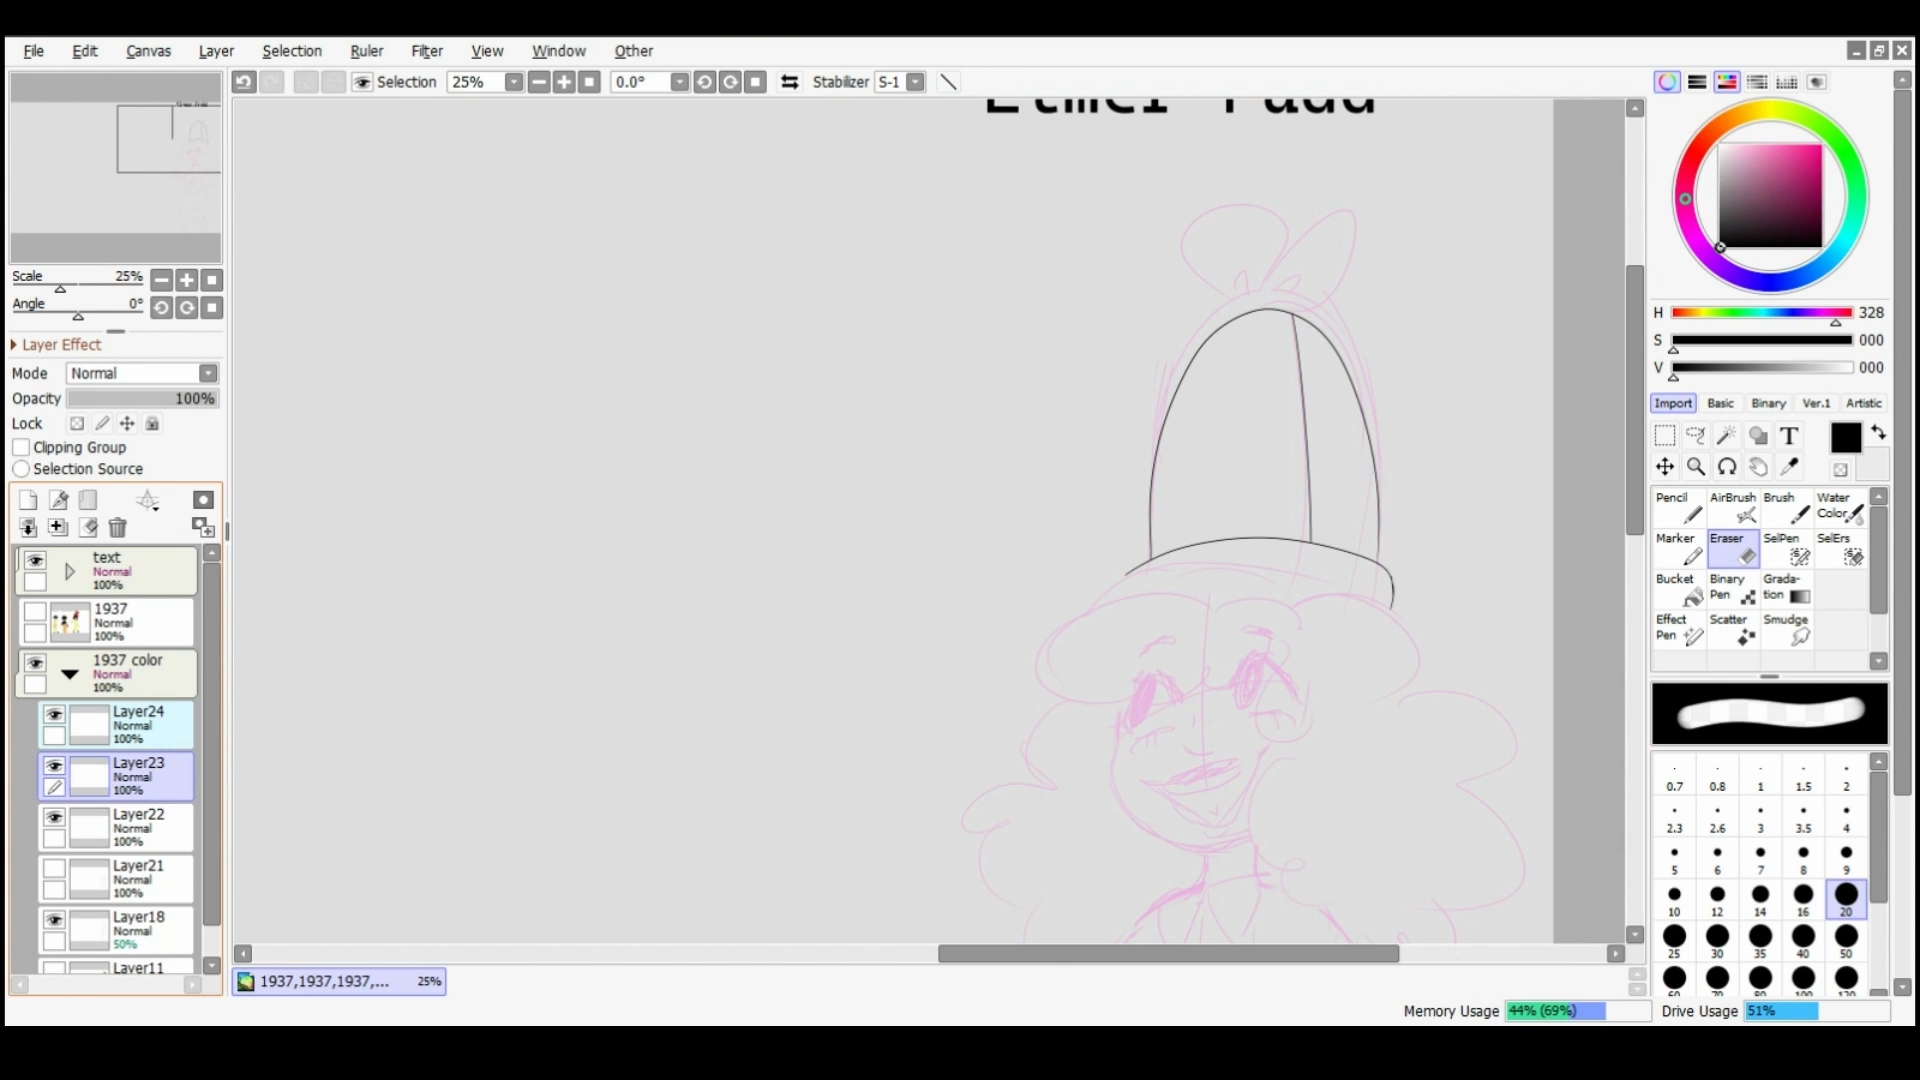 File Edit Canvas Layer Selection Ruler Filter View Window Other
Selection 25% 0.0° Stabilizer S-1
Scale 25%
Angle 0°
Layer Effect
Mode Normal
Opacity 100%
Lock
Clipping Group
Selection Source
text
Normal
100%
1937
Normal
100%
1937 color
Normal
100%
Layer24
Normal
100%
Layer23
Normal
100%
Layer22
Normal
100%
Layer21
Normal
100%
Layer18
Normal
50%
Layer11
1937,1937,1937,... 25%
H 328
S 000
V 000
Import Basic Binary Ver.1 Artistic
T
Pencil AirBrush Brush Water Color
Marker Eraser SelPen SelErs
Bucket Binary Pen Grada-tion
Effect Pen Scatter Smudge
0.7 0.8 1 1.5 2
2.3 2.6 3 3.5 4
5 6 7 8 9
10 12 14 16 20
25 30 35 40 50
Memory Usage 44% (69%) Drive Usage 51%